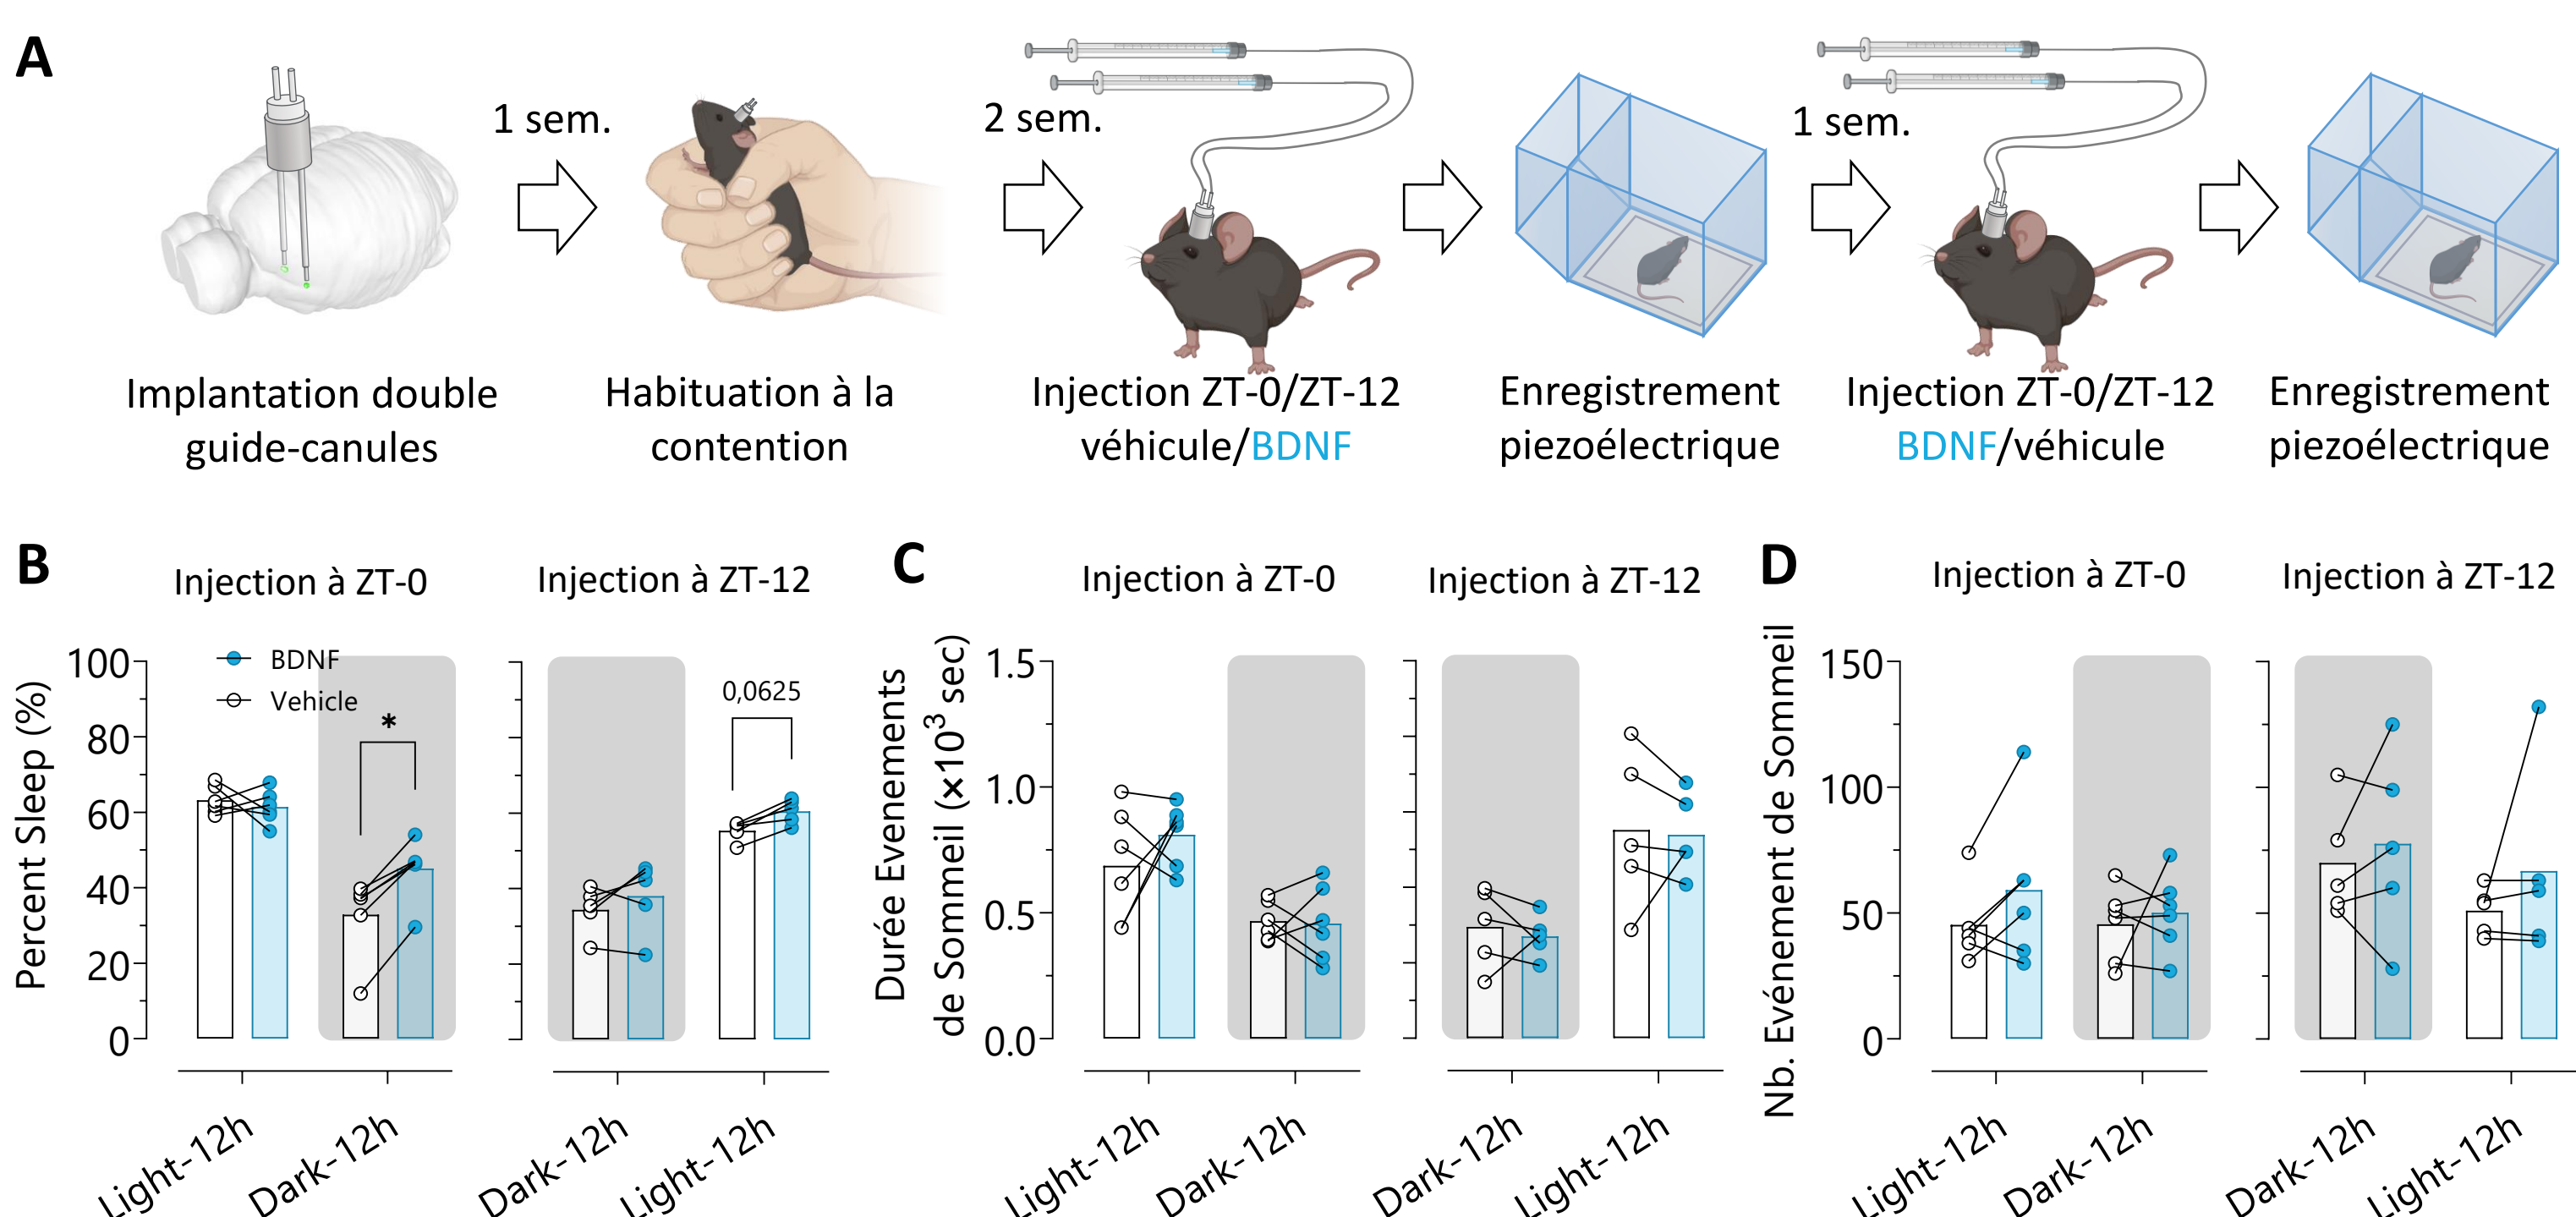 A
1 sem.
2 sem.
1 sem.
Implantation double
guide-canules
Habituation à la
contention
Injection ZT-0/ZT-12
véhicule/BDNF
Enregistrement
piezoélectrique
Injection ZT-0/ZT-12
BDNF/véhicule
Enregistrement
piezoélectrique
B
Injection à ZT-0
Injection à ZT-12
Percent Sleep (%)
100
80
60
40
20
0
BDNF
Vehicle
*
0,0625
Light-12h
Dark-12h
Dark-12h
Light-12h
C
Injection à ZT-0
Injection à ZT-12
Durée Evenements
de Sommeil (×10³ sec)
1.5
1.0
0.5
0.0
Light-12h
Dark-12h
Dark-12h
Light-12h
D
Injection à ZT-0
Injection à ZT-12
Nb. Evénement de Sommeil
150
100
50
0
Light-12h
Dark-12h
Dark-12h
Light-12h